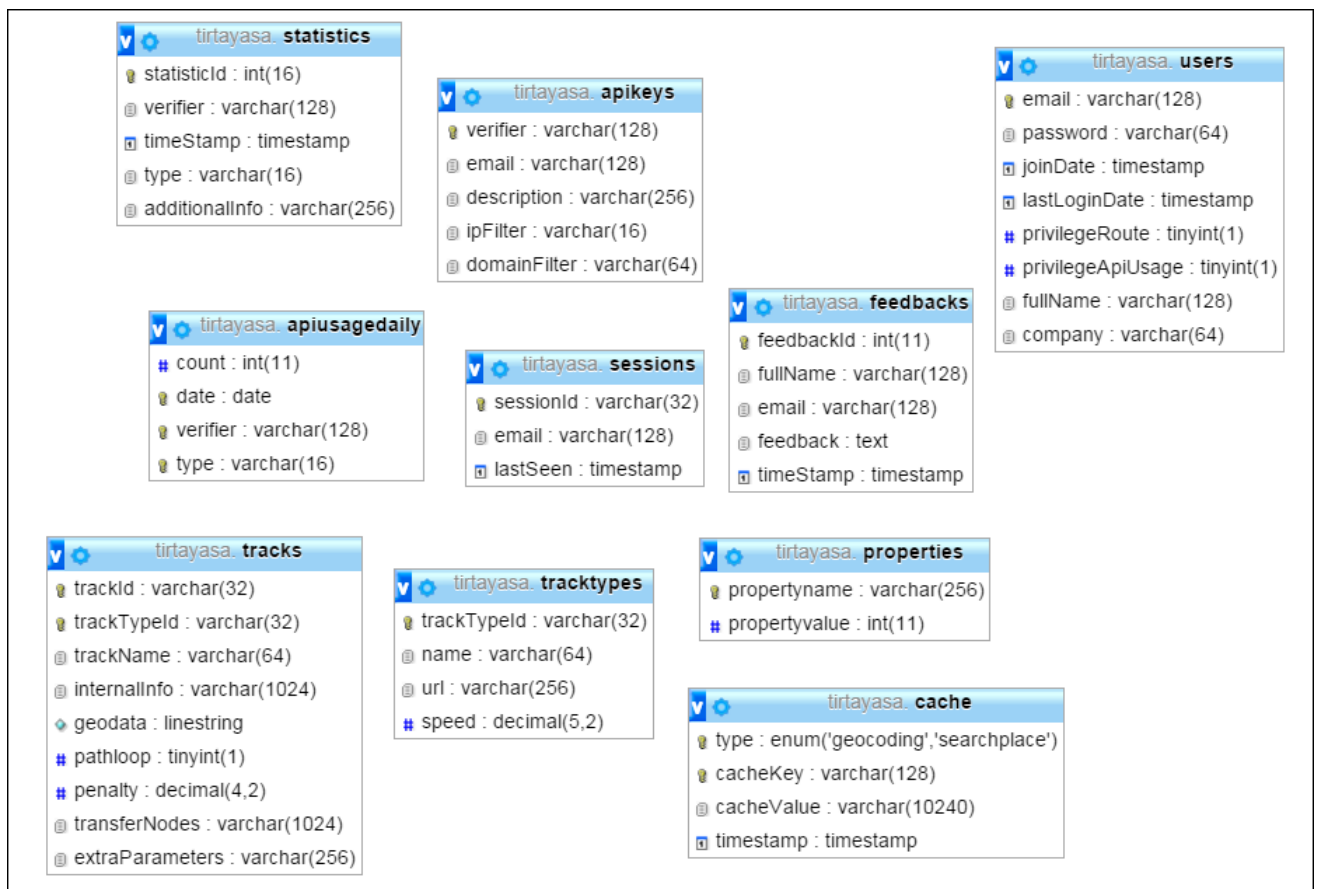 tirtayasa. statistics
statisticId : int(16)
verifier : varchar(128)
timeStamp : timestamp
type : varchar(16)
additionalInfo : varchar(256)
tirtayasa. apikeys
verifier : varchar(128)
email : varchar(128)
description : varchar(256)
ipFilter : varchar(16)
domainFilter : varchar(64)
tirtayasa. users
email : varchar(128)
password : varchar(64)
joinDate : timestamp
lastLoginDate : timestamp
privilegeRoute : tinyint(1)
privilegeApiUsage : tinyint(1)
fullName : varchar(128)
company : varchar(64)
tirtayasa. apiusagedaily
count : int(11)
date : date
verifier : varchar(128)
type : varchar(16)
tirtayasa. sessions
sessionId : varchar(32)
email : varchar(128)
lastSeen : timestamp
tirtayasa. feedbacks
feedbackId : int(11)
fullName : varchar(128)
email : varchar(128)
feedback : text
timeStamp : timestamp
tirtayasa. tracks
trackId : varchar(32)
trackTypeId : varchar(32)
trackName : varchar(64)
internalInfo : varchar(1024)
geodata : linestring
pathloop : tinyint(1)
penalty : decimal(4,2)
transferNodes : varchar(1024)
extraParameters : varchar(256)
tirtayasa. tracktypes
trackTypeId : varchar(32)
name : varchar(64)
url : varchar(256)
speed : decimal(5,2)
tirtayasa. properties
propertyname : varchar(256)
propertyvalue : int(11)
tirtayasa. cache
type : enum('geocoding','searchplace')
cacheKey : varchar(128)
cacheValue : varchar(10240)
timestamp : timestamp